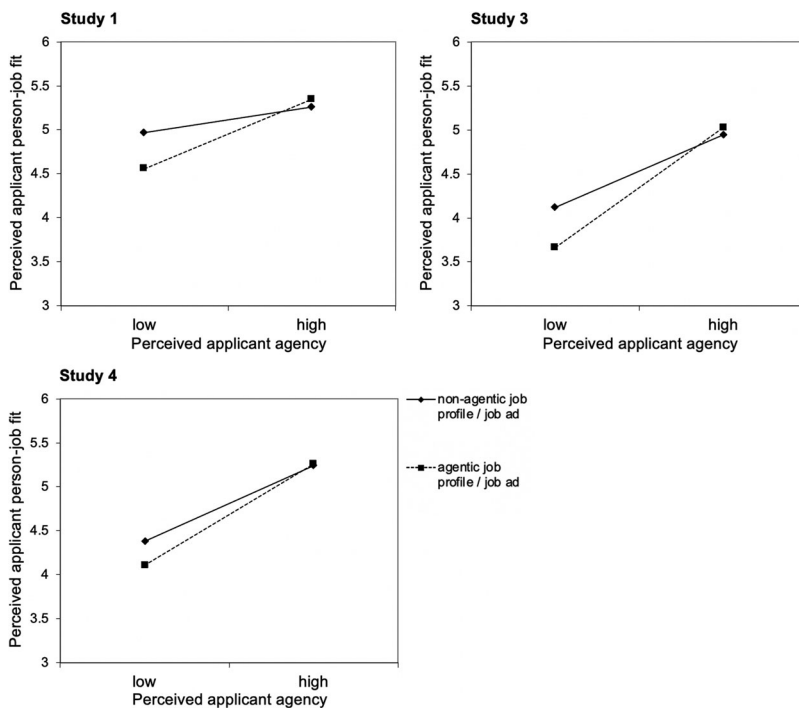 Study 1
6
5.5
5
4.5
4
3.5
3
Perceived applicant person-job fit
low high
Perceived applicant agency
Study 3
6
5.5
5
4.5
4
3.5
3
Perceived applicant person-job fit
low high
Perceived applicant agency
Study 4
6
5.5
5
4.5
4
3.5
3
Perceived applicant person-job fit
low high
Perceived applicant agency
non-agentic job
profile / job ad
agentic job
profile / job ad